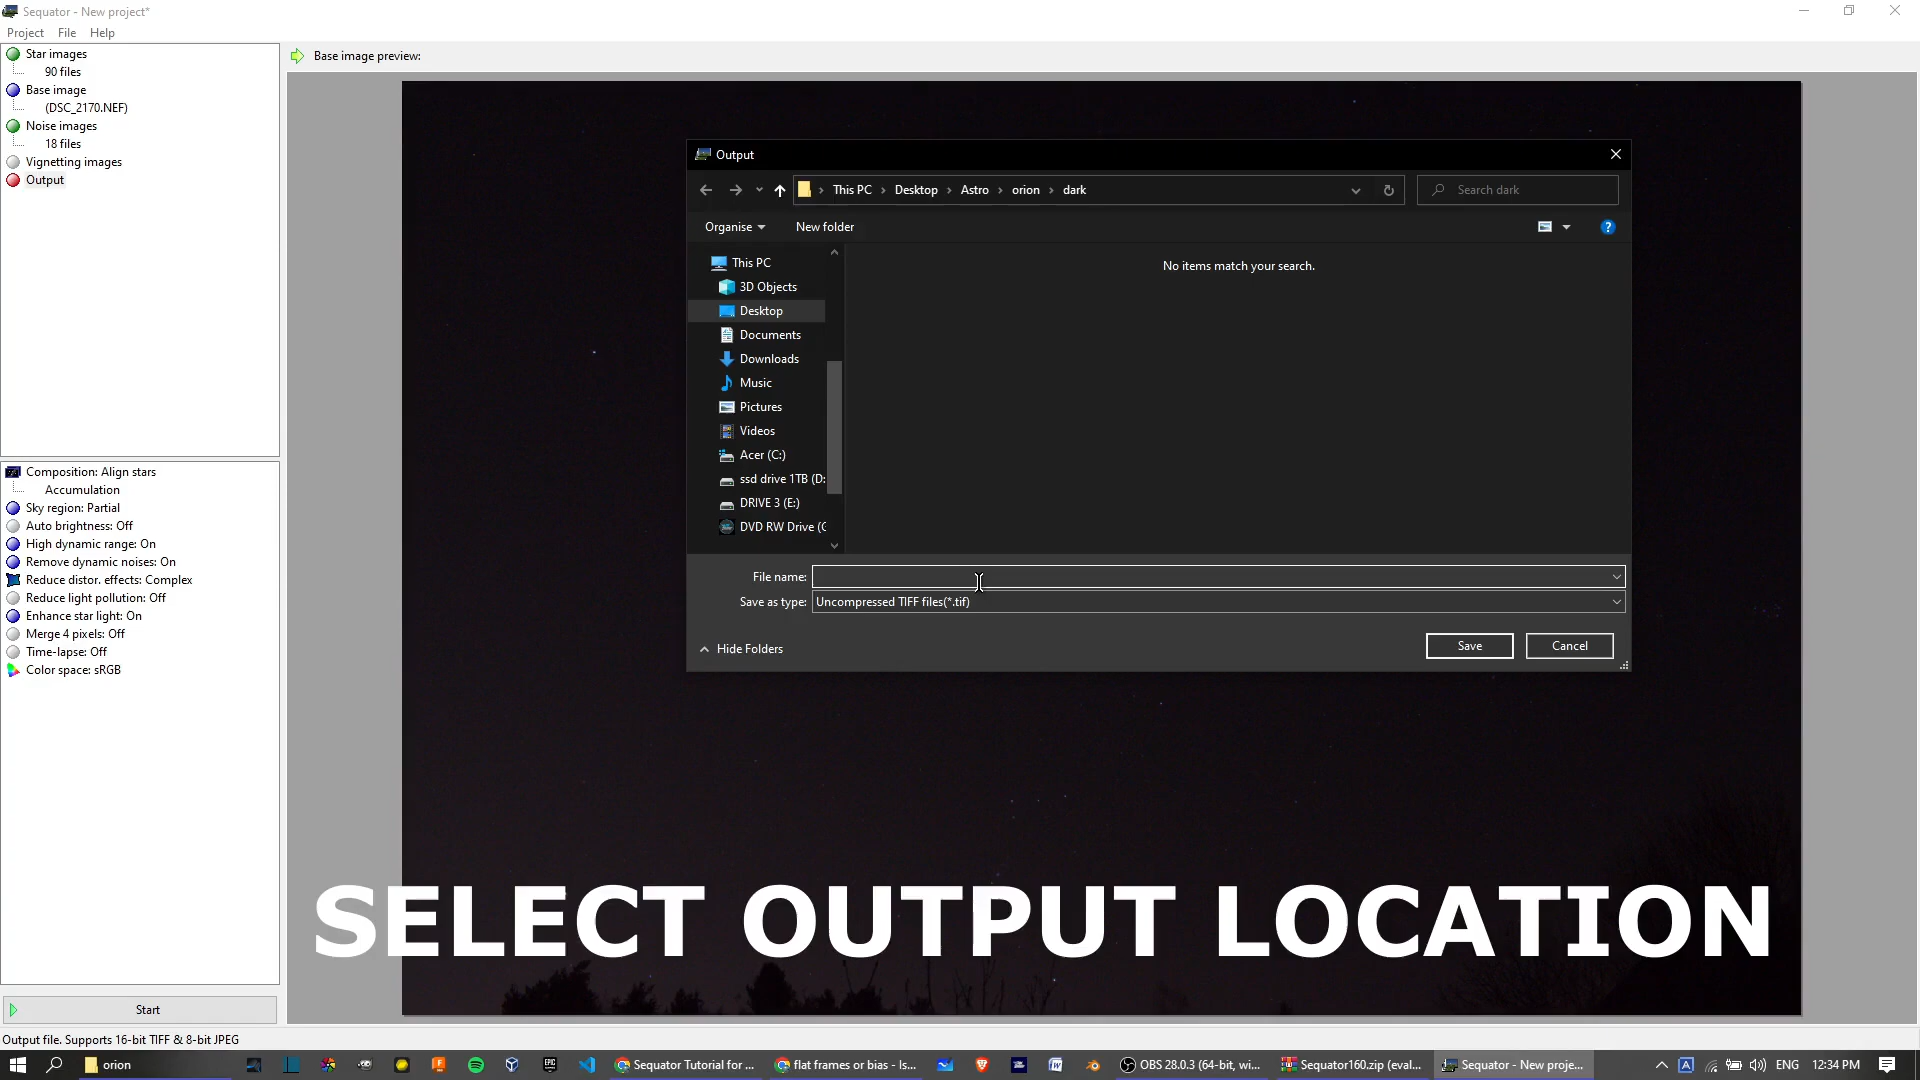 Sequator - New project*
Project File Help
Star images
90 files
Base image
(DSC_2170.NEF)
Noise images
18 files
Vignetting images
Output
Composition: Align stars
Accumulation
Sky region: Partial
Auto brightness: Off
High dynamic range: On
Remove dynamic noises: On
Reduce distor. effects: Complex
Reduce light pollution: Off
Enhance star light: On
Merge 4 pixels: Off
Time-lapse: Off
Color space: sRGB
Start
Output file. Supports 16-bit TIFF & 8-bit JPEG
Base image preview:
Output
This PC › Desktop › Astro › orion › dark
Search dark
Organise New folder
This PC
3D Objects
Desktop
Documents
Downloads
Music
Pictures
Videos
Acer (C:)
ssd drive 1TB (D:
DRIVE 3 (E:)
DVD RW Drive (
No items match your search.
File name:
Save as type: Uncompressed TIFF files(*.tif)
Hide Folders
Save Cancel
SELECT OUTPUT LOCATION
orion
Sequator Tutorial for ...
flat frames or bias - Is...
OBS 28.0.3 (64-bit, wi...
Sequator160.zip (eval...
Sequator - New proje...
ENG 12:34 PM